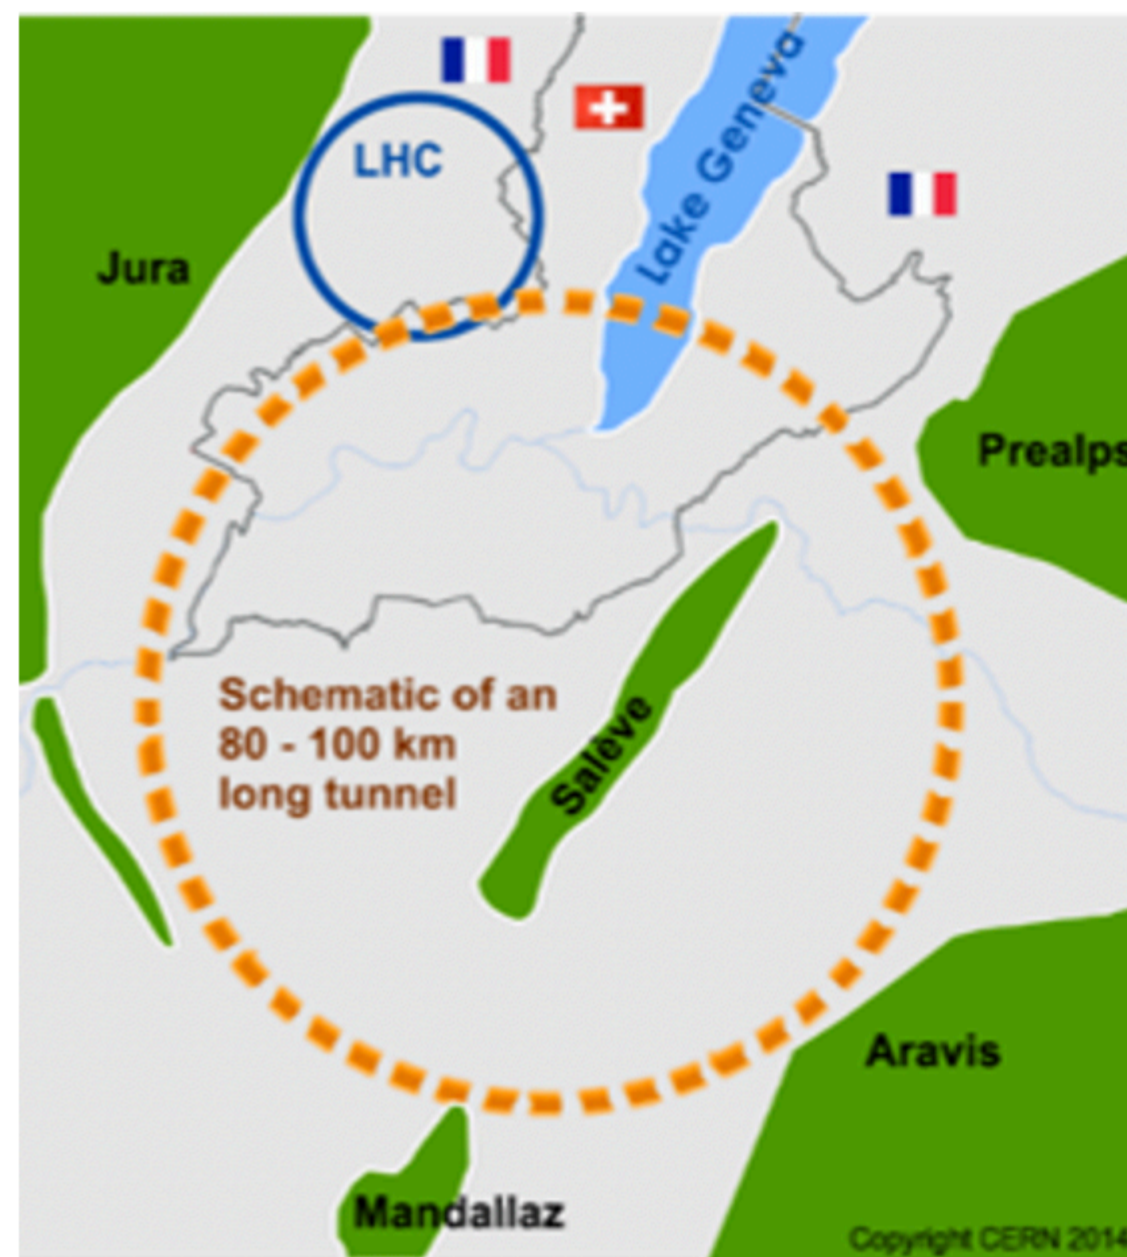 LHC
Lake Geneva
Jura
Prealps
Schematic of an
80 - 100 km
long tunnel
Salève
Aravis
Mandallaz
Copyright CERN 2014